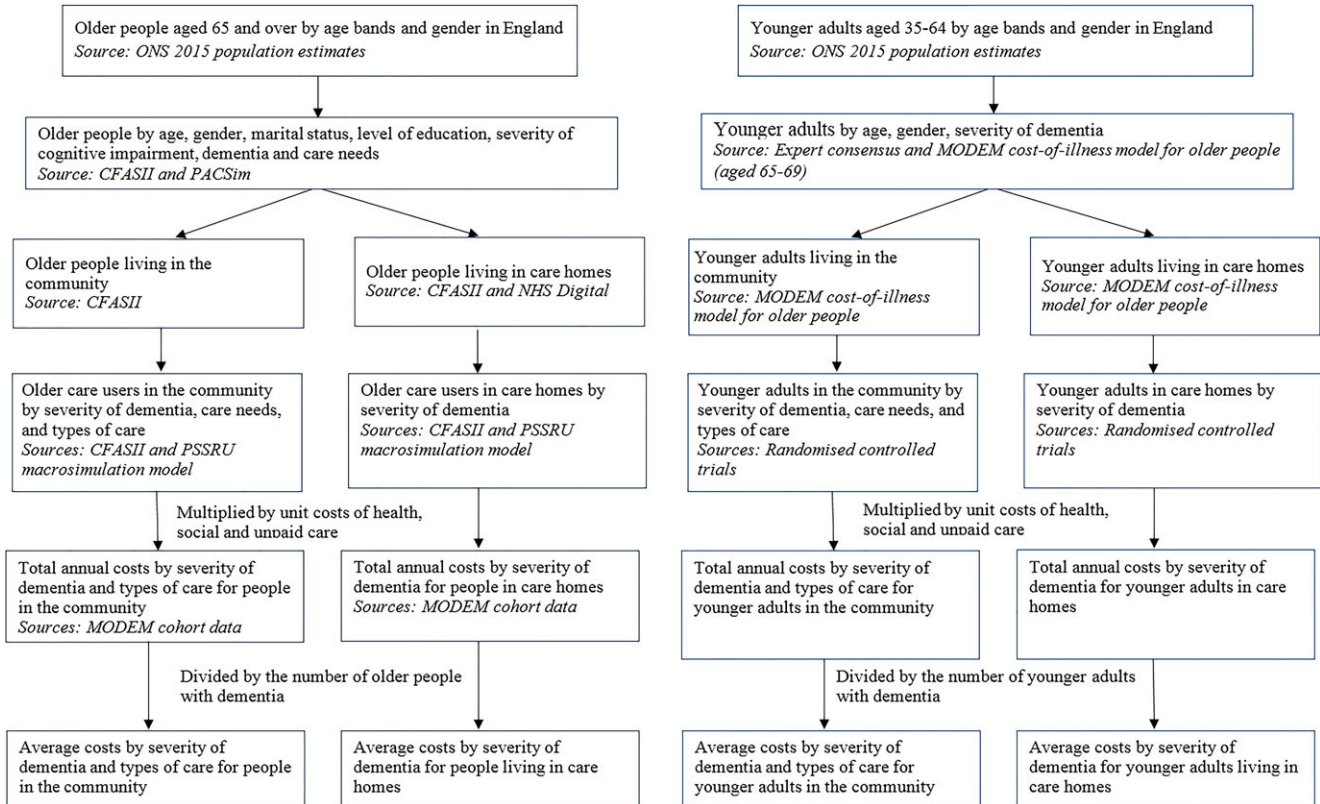 Older people aged 65 and over by age bands and gender in England
Source: ONS 2015 population estimates
Older people by age, gender, marital status, level of education, severity of
cognitive impairment, dementia and care needs
Source: CFASII and PACSim
Older people living in the
community
Source: CFASII
Older people living in care homes
Source: CFASII and NHS Digital
Older care users in the community
by severity of dementia, care needs,
and types of care
Sources: CFASII and PSSRU
macrosimulation model
Older care users in care homes by
severity of dementia
Sources: CFASII and PSSRU
macrosimulation model
Multiplied by unit costs of health,
social and unpaid care
Total annual costs by severity of
dementia and types of care for people
in the community
Sources: MODEM cohort data
Total annual costs by severity of
dementia for people in care homes
Sources: MODEM cohort data
Divided by the number of older people
with dementia
Average costs by severity of
dementia and types of care for people
in the community
Average costs by severity of
dementia for people living in care
homes
Younger adults aged 35-64 by age bands and gender in England
Source: ONS 2015 population estimates
Younger adults by age, gender, severity of dementia
Source: Expert consensus and MODEM cost-of-illness model for older people
(aged 65-69)
Younger adults living in the
community
Source: MODEM cost-of-illness
model for older people
Younger adults living in care homes
Source: MODEM cost-of-illness
model for older people
Younger adults in the community by
severity of dementia, care needs, and
types of care
Sources: Randomised controlled
trials
Younger adults in care homes by
severity of dementia
Sources: Randomised controlled
trials
Multiplied by unit costs of health,
social and unpaid care
Total annual costs by severity of
dementia and types of care for
younger adults in the community
Total annual costs by severity of
dementia for younger adults in care
homes
Divided by the number of younger adults
with dementia
Average costs by severity of
dementia and types of care for
younger adults in the community
Average costs by severity of
dementia for younger adults living in
care homes